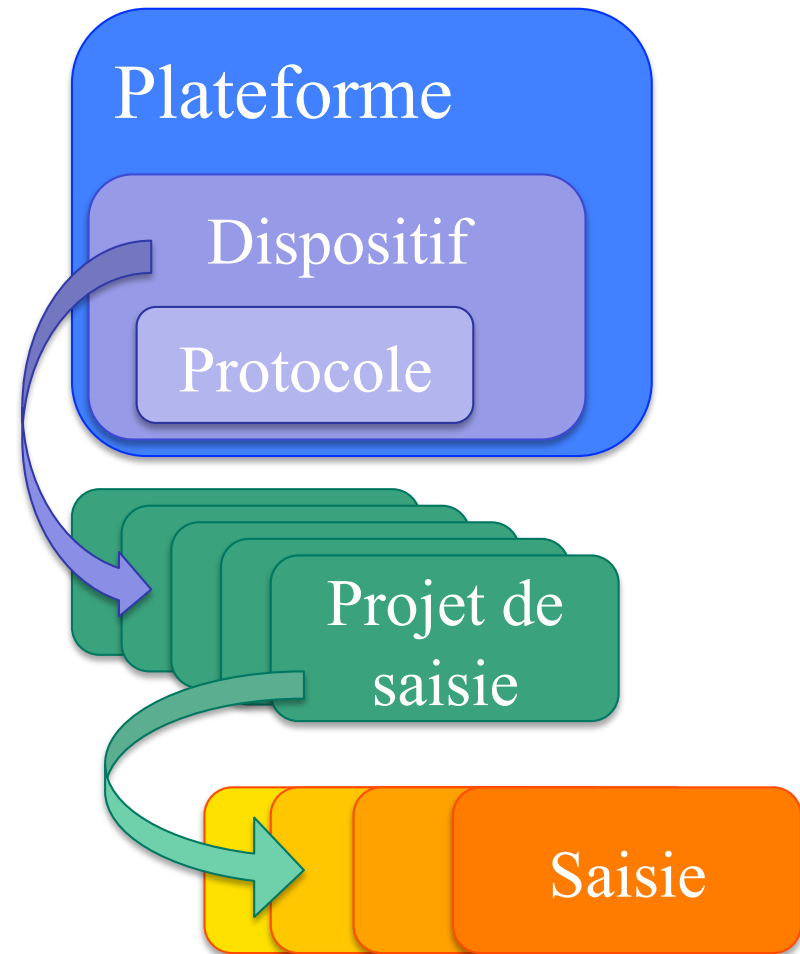 Plateforme
Dispositif
Protocole
Projet de
saisie
Saisie